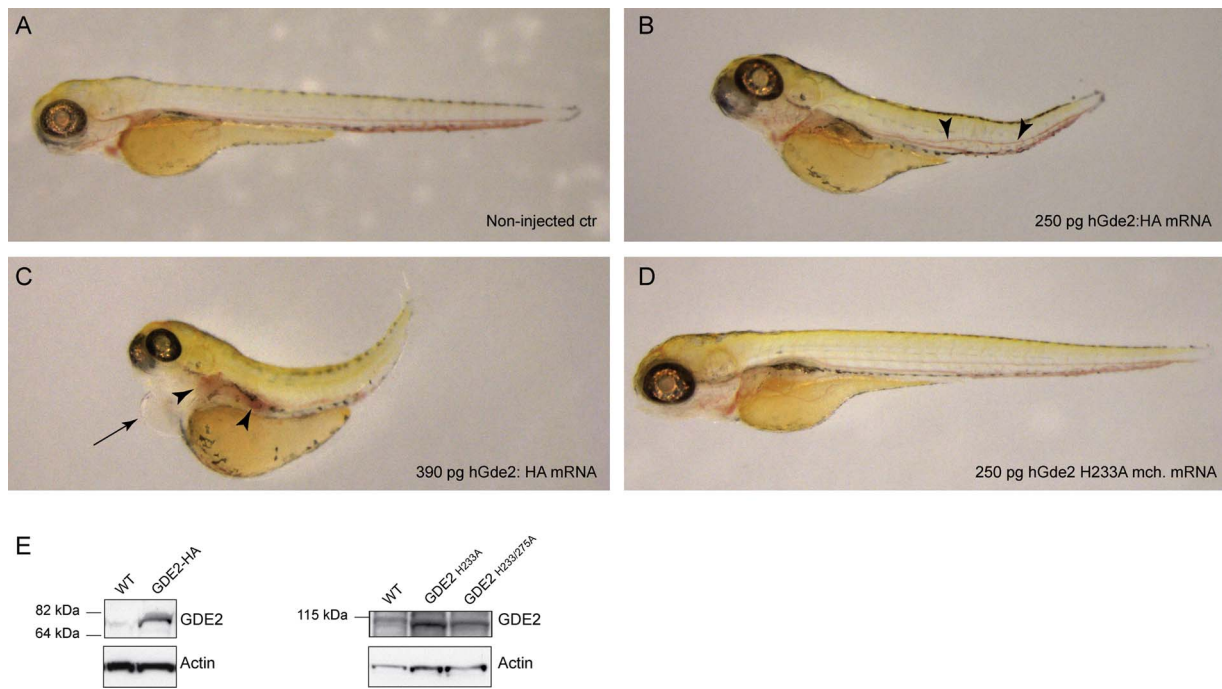 A
Non-injected ctr
B
250 pg hGde2:HA mRNA
C
390 pg hGde2: HA mRNA
D
250 pg hGde2 H233A mch. mRNA
E
WT
GDE2-HA
82 kDa
64 kDa
GDE2
Actin
WT
GDE2 H233A
GDE2 H233/275A
115 kDa
GDE2
Actin